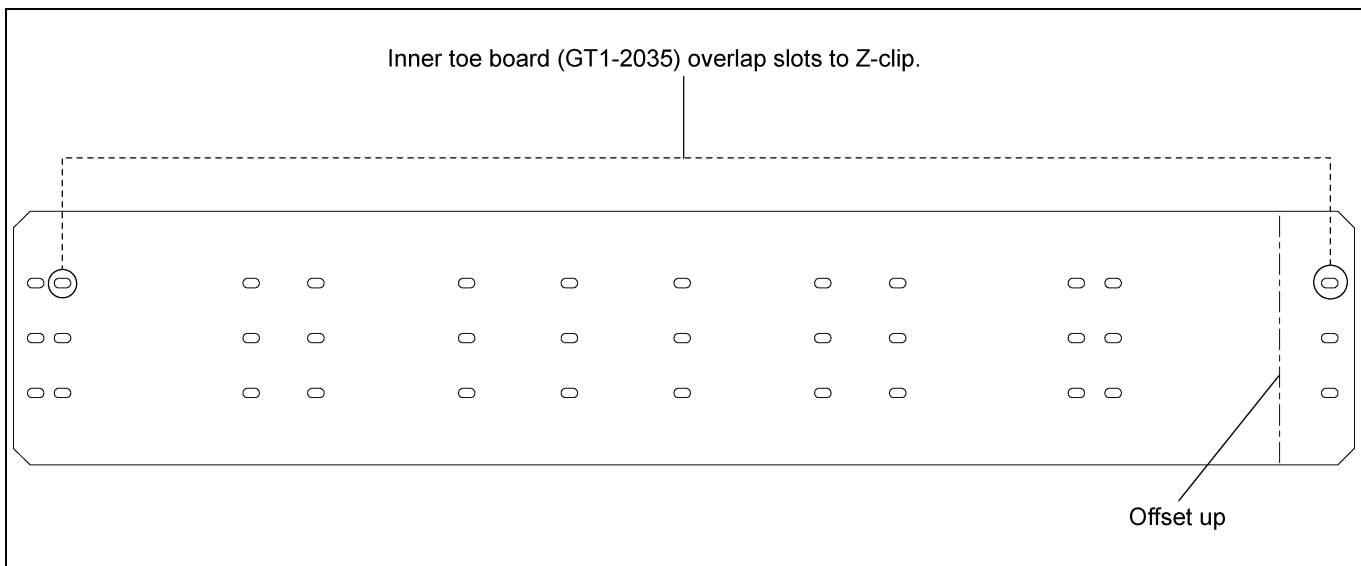 Inner toe board (GT1-2035) overlap slots to Z-clip.
Offset up